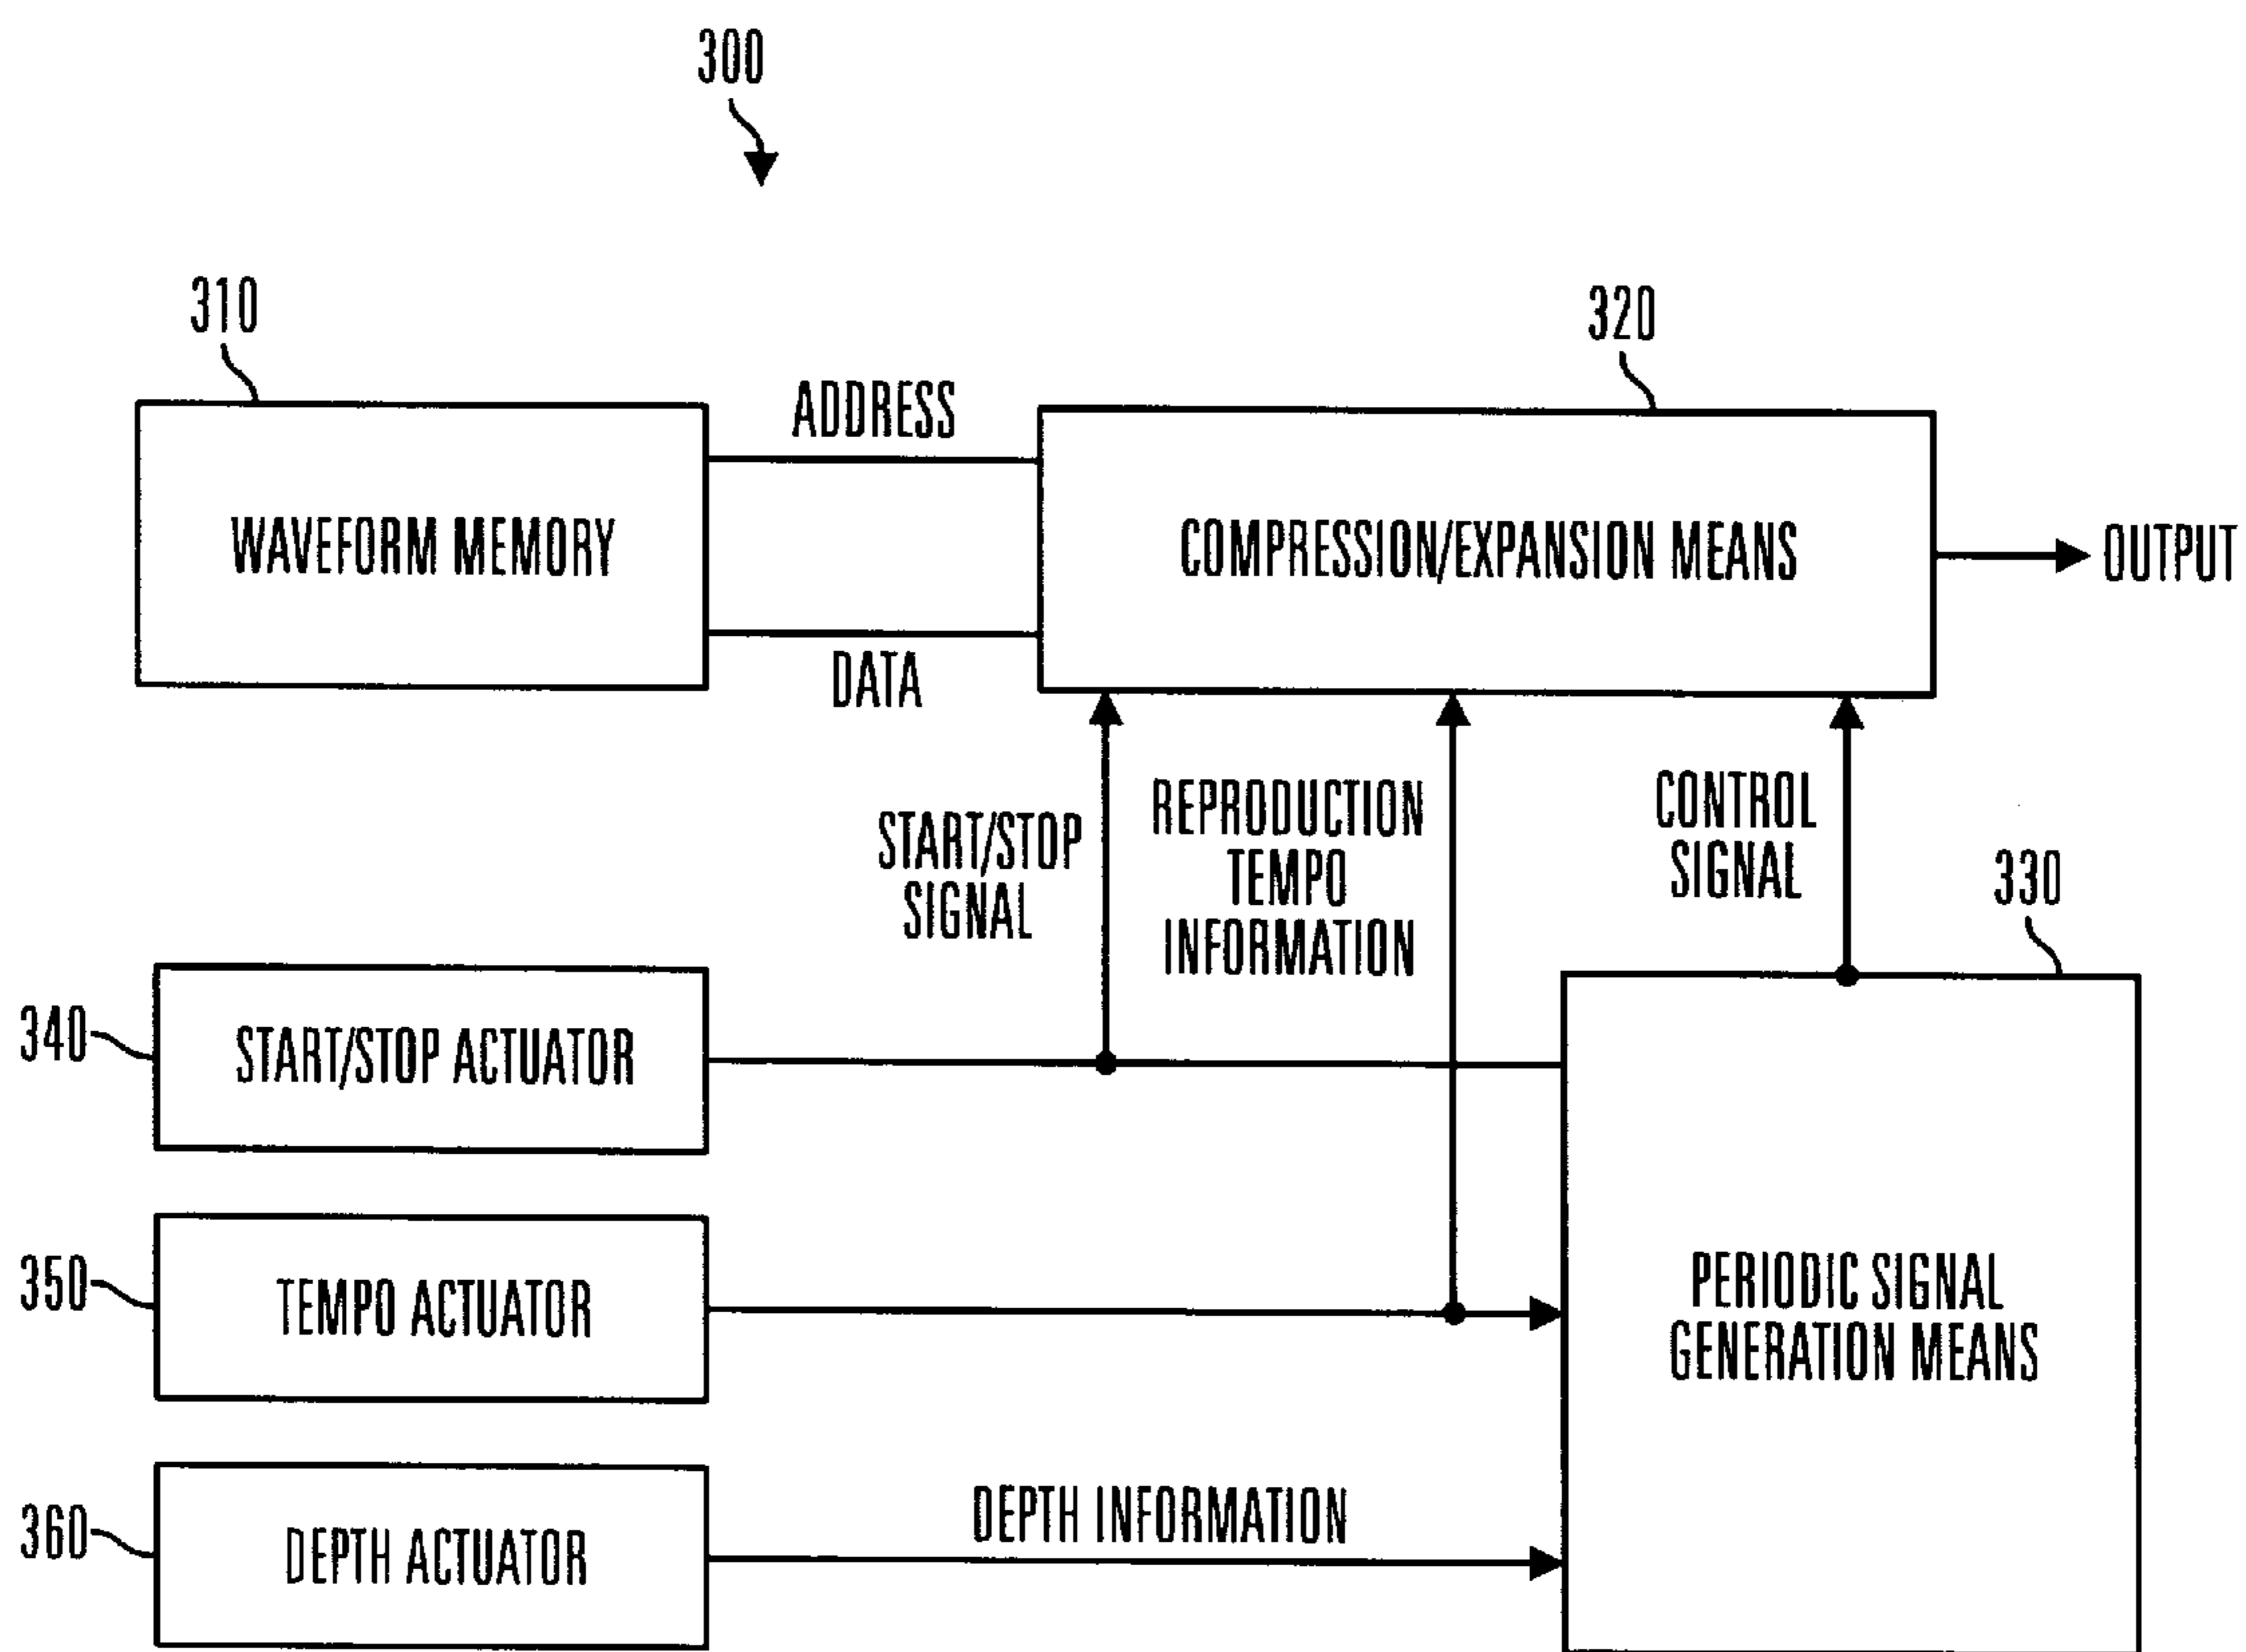 300
310
320
ADDRESS
WAVEFORM MEMORY
COMPRESSION/EXPANSION MEANS
OUTPUT
DATA
START/STOP
SIGNAL
REPRODUCTION
TEMPO
INFORMATION
CONTROL
SIGNAL
330
340
START/STOP ACTUATOR
350
TEMPO ACTUATOR
PERIODIC SIGNAL
GENERATION MEANS
360
DEPTH ACTUATOR
DEPTH INFORMATION